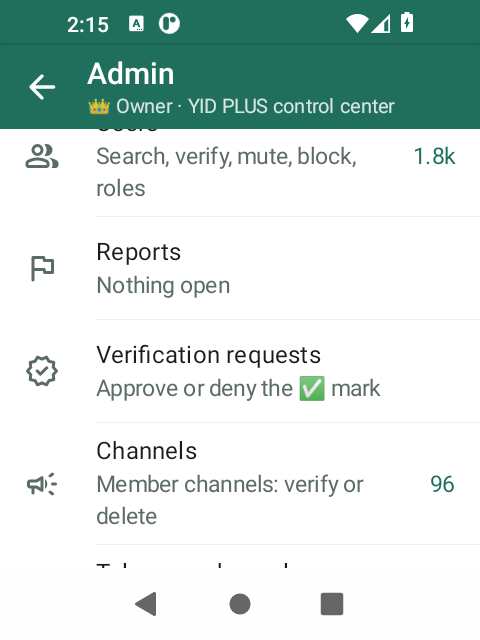 2:15
Admin
👑 Owner · YID PLUS control center
Users
Search, verify, mute, block,
roles
1.8k
Reports
Nothing open
Verification requests
Approve or deny the ✅ mark
Channels
Member channels: verify or
delete
96